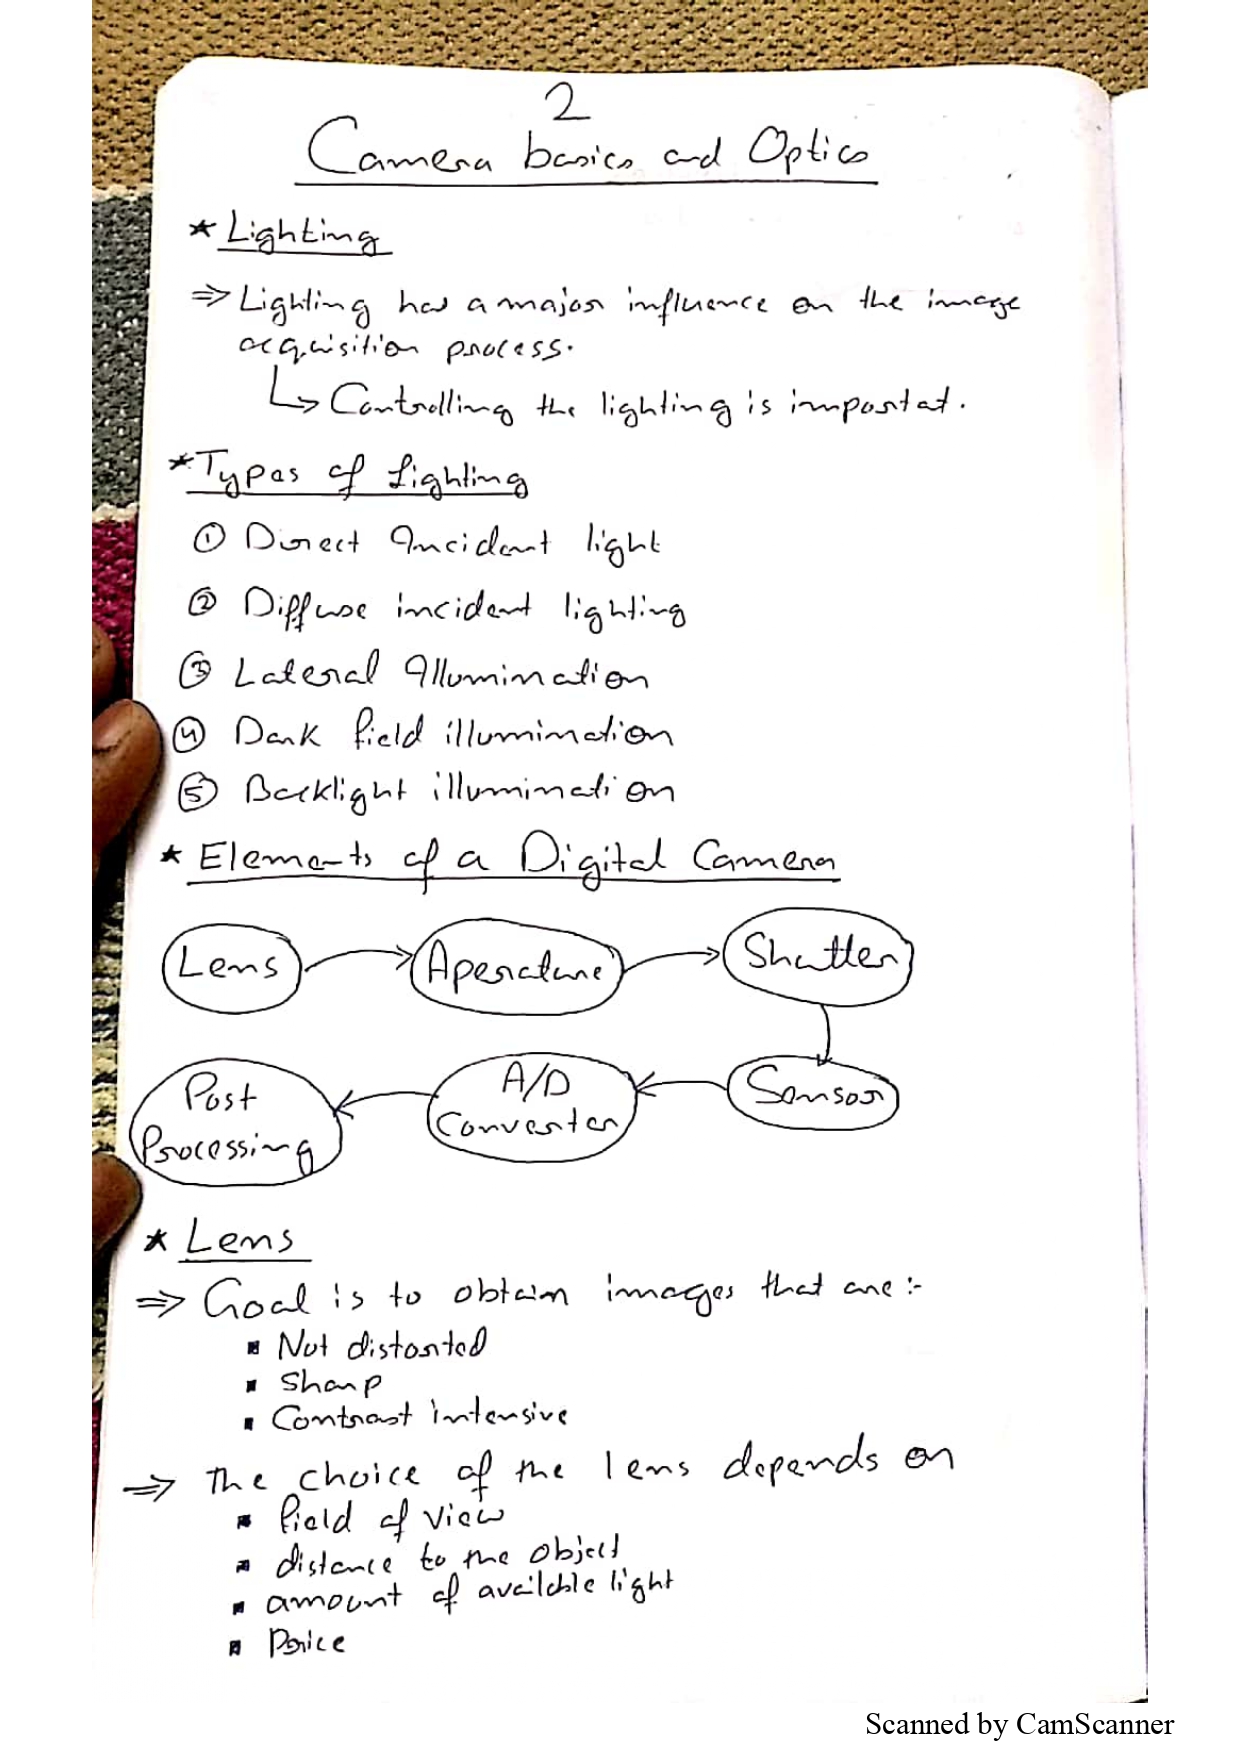 2
Camera basics and Optics
* Lighting
⇒ Lighting has a major influence on the image
acquisition process.
↳ Controlling the lighting is importat.
* Types of Lighting
① Direct Incident light
② Diffuse incident lighting
③ Lateral Illumination
④ Dark field illumination
⑤ Backlight illumination
* Elements of a Digital Camera
Lens → Aperature → Shutter
Post Processing ← A/D Converter ← Sensor
* Lens
⇒ Goal is to obtain images that are :-
▪ Not distorted
▪ Sharp
▪ Contrast intensive
⇒ The choice of the lens depends on
▪ field of view
▪ distance to the object
▪ amount of available light
▪ Price
Scanned by CamScanner